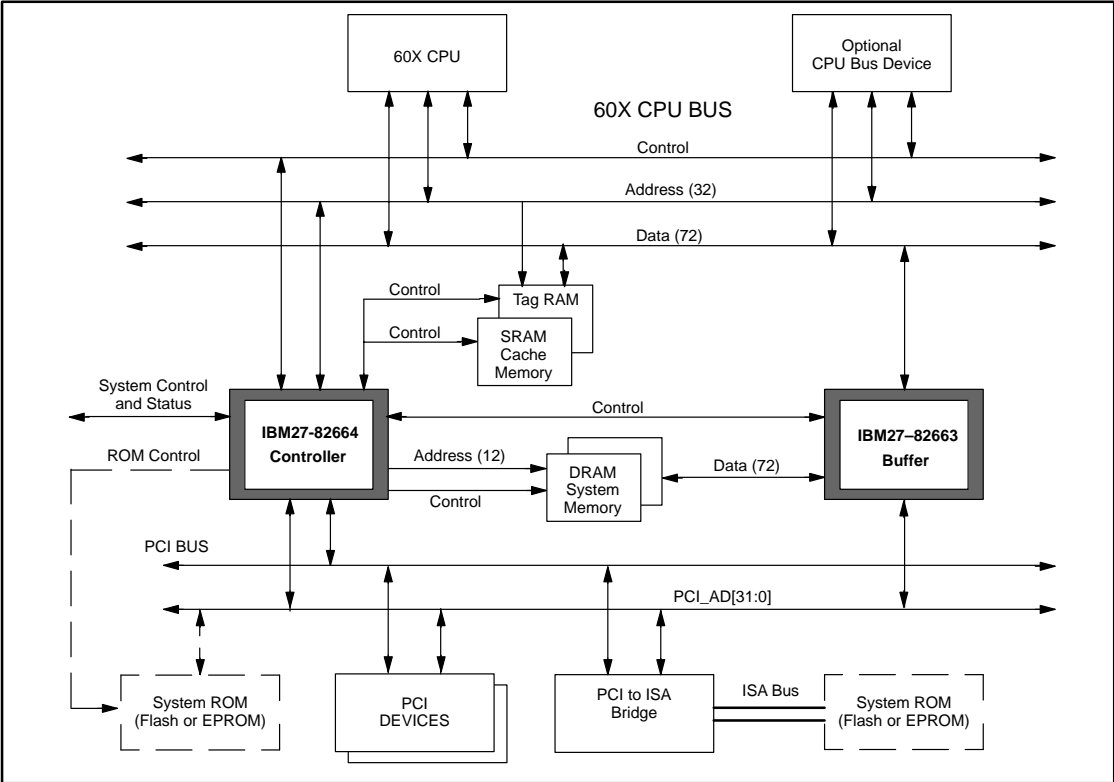 60X CPU
Optional
CPU Bus Device
60X CPU BUS
Control
Address (32)
Data (72)
Control
Tag RAM
Control
SRAM
Cache
Memory
System Control
and Status
IBM27-82664
Controller
Control
IBM27–82663
Buffer
ROM Control
Address (12)
Control
DRAM
System
Memory
Data (72)
PCI BUS
PCI_AD[31:0]
System ROM
(Flash or EPROM)
PCI
DEVICES
PCI to ISA
Bridge
ISA Bus
System ROM
(Flash or EPROM)